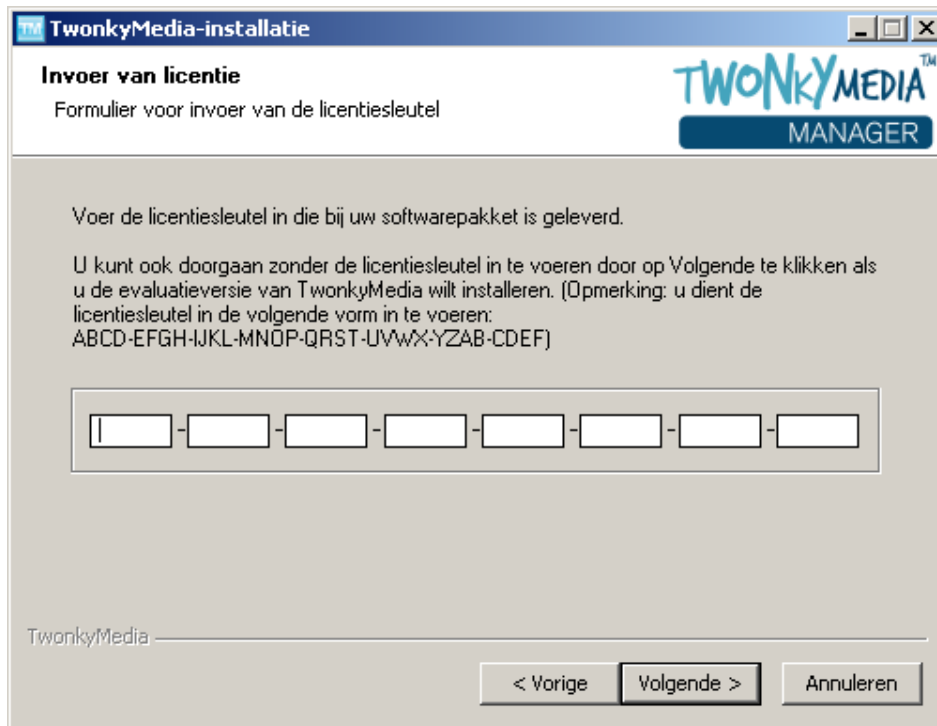 TM TwonkyMedia-installatie
Invoer van licentie
Formulier voor invoer van de licentiesleutel
TWONKYMEDIA™
MANAGER
Voer de licentiesleutel in die bij uw softwarepakket is geleverd.
U kunt ook doorgaan zonder de licentiesleutel in te voeren door op Volgende te klikken als
u de evaluatieversie van TwonkyMedia wilt installeren. (Opmerking: u dient de
licentiesleutel in de volgende vorm in te voeren:
ABCD-EFGH-IJKL-MNOP-QRST-UVWX-YZAB-CDEF)
- - - - - - -
TwonkyMedia
< Vorige Volgende > Annuleren